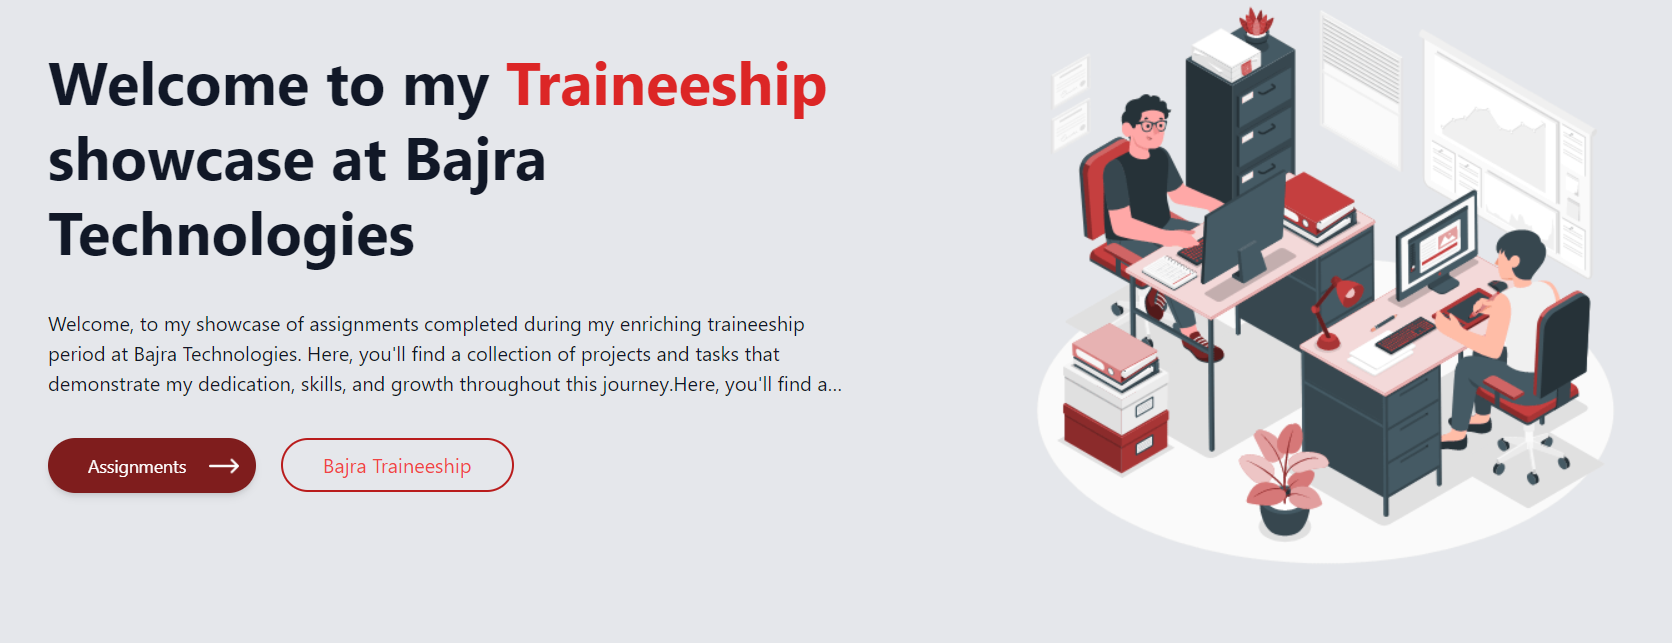 Welcome to my Traineeship
showcase at Bajra
Technologies
Welcome, to my showcase of assignments completed during my enriching traineeship
period at Bajra Technologies. Here, you'll find a collection of projects and tasks that
demonstrate my dedication, skills, and growth throughout this journey.Here, you'll find a...
Assignments
Bajra Traineeship